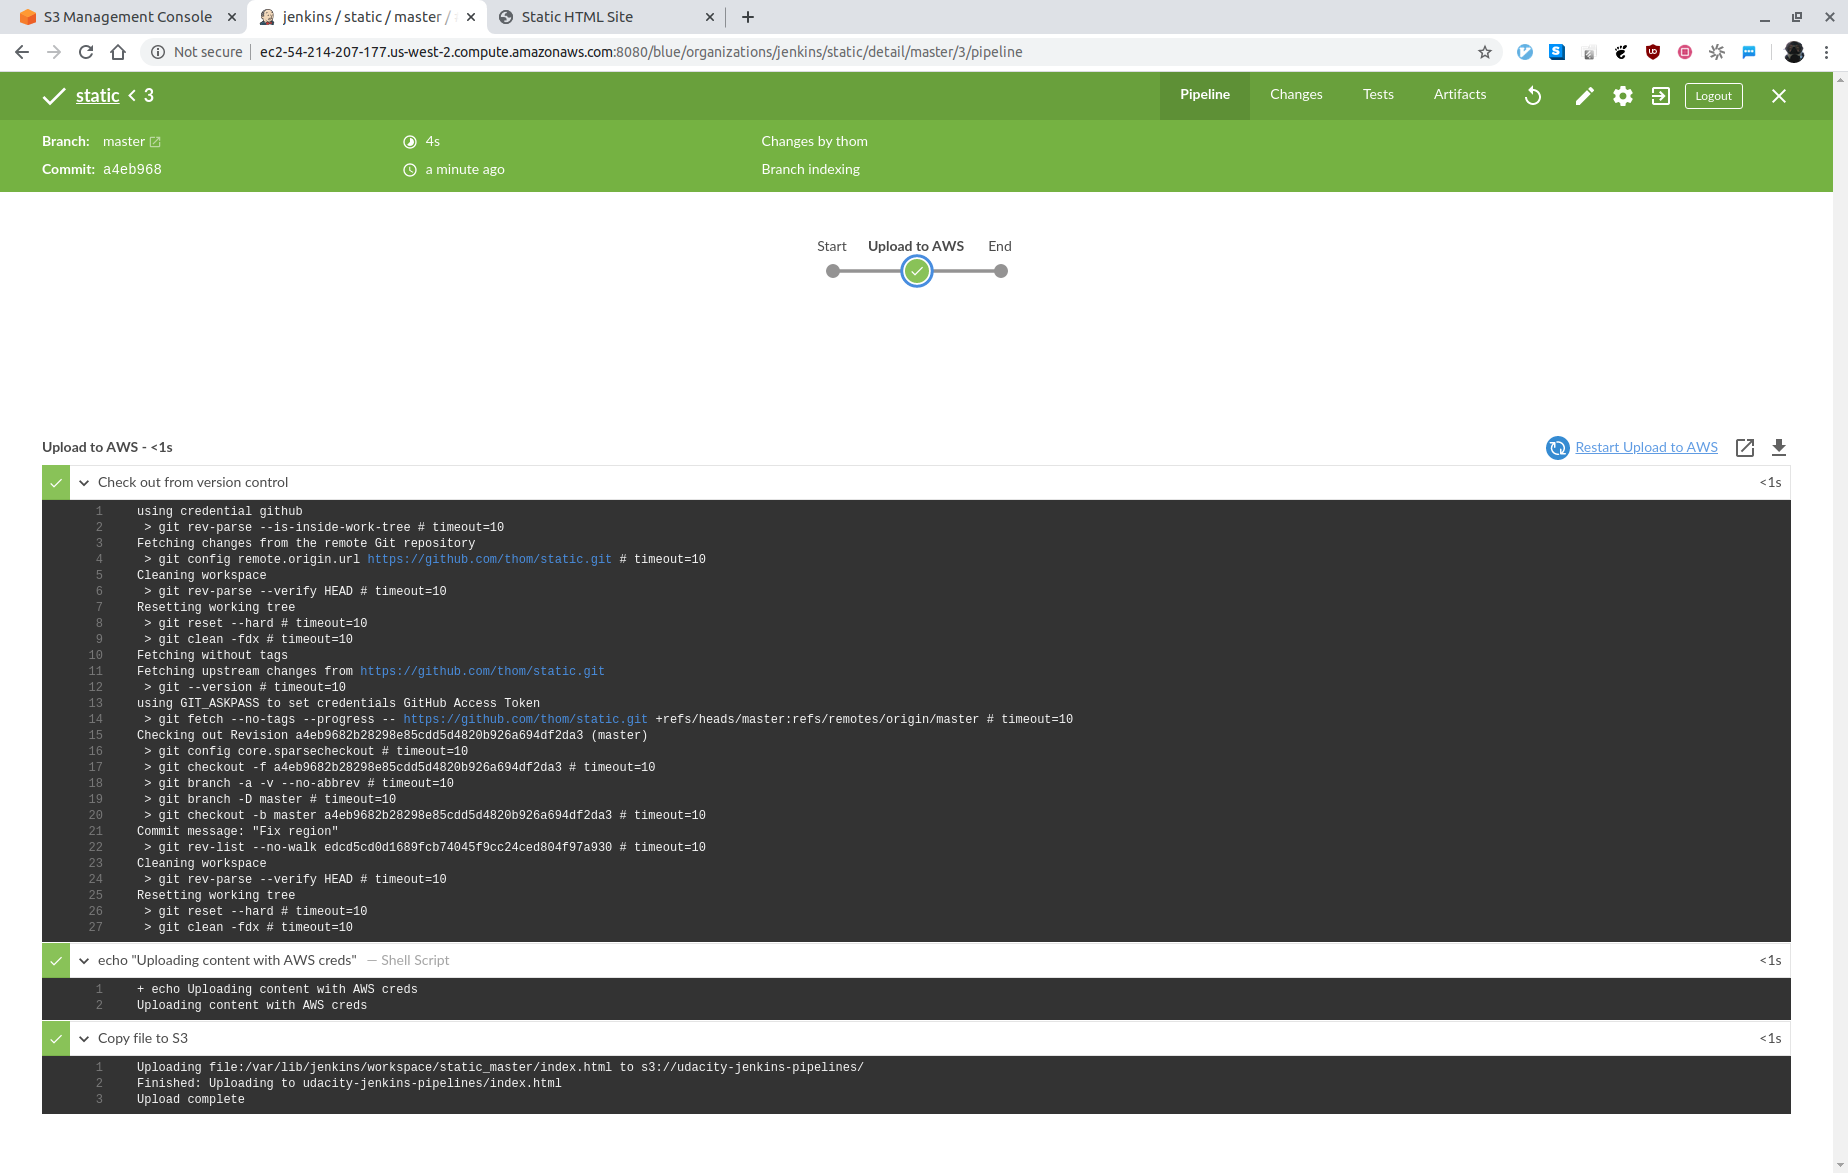 S3 Management Console
jenkins / static / master /
Static HTML Site
Not secure
ec2-54-214-207-177.us-west-2.compute.amazonaws.com:8080/blue/organizations/jenkins/static/detail/master/3/pipeline
static < 3
Pipeline
Changes
Tests
Artifacts
Logout
Branch: master
4s
Changes by thom
Commit: a4eb968
a minute ago
Branch indexing
Start
Upload to AWS
End
Upload to AWS - <1s
Restart Upload to AWS
Check out from version control
<1s
1 using credential github
2 > git rev-parse --is-inside-work-tree # timeout=10
3 Fetching changes from the remote Git repository
4 > git config remote.origin.url https://github.com/thom/static.git # timeout=10
5 Cleaning workspace
6 > git rev-parse --verify HEAD # timeout=10
7 Resetting working tree
8 > git reset --hard # timeout=10
9 > git clean -fdx # timeout=10
10 Fetching without tags
11 Fetching upstream changes from https://github.com/thom/static.git
12 > git --version # timeout=10
13 using GIT_ASKPASS to set credentials GitHub Access Token
14 > git fetch --no-tags --progress -- https://github.com/thom/static.git +refs/heads/master:refs/remotes/origin/master # timeout=10
15 Checking out Revision a4eb9682b28298e85cdd5d4820b926a694df2da3 (master)
16 > git config core.sparsecheckout # timeout=10
17 > git checkout -f a4eb9682b28298e85cdd5d4820b926a694df2da3 # timeout=10
18 > git branch -a -v --no-abbrev # timeout=10
19 > git branch -D master # timeout=10
20 > git checkout -b master a4eb9682b28298e85cdd5d4820b926a694df2da3 # timeout=10
21 Commit message: "Fix region"
22 > git rev-list --no-walk edcd5cd0d1689fcb74045f9cc24ced804f97a930 # timeout=10
23 Cleaning workspace
24 > git rev-parse --verify HEAD # timeout=10
25 Resetting working tree
26 > git reset --hard # timeout=10
27 > git clean -fdx # timeout=10
echo "Uploading content with AWS creds" — Shell Script
<1s
1 + echo Uploading content with AWS creds
2 Uploading content with AWS creds
Copy file to S3
<1s
1 Uploading file:/var/lib/jenkins/workspace/static_master/index.html to s3://udacity-jenkins-pipelines/
2 Finished: Uploading to udacity-jenkins-pipelines/index.html
3 Upload complete